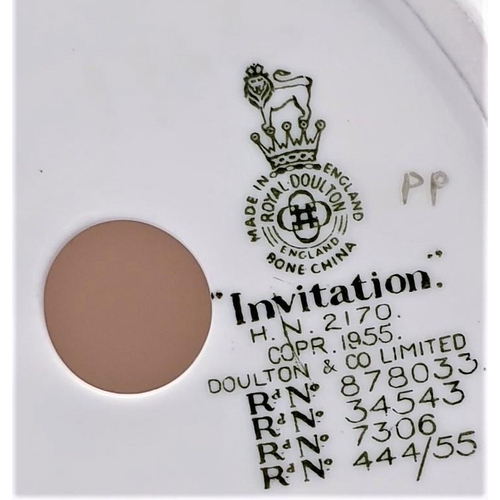 MADE IN ENGLAND
ROYAL·DOULTON
ENGLAND
BONE CHINA
PP
"Invitation."
H. N. 2170.
COPR. 1955.
DOULTON & CO LIMITED
Rd No. 878033.
Rd No. 34543
Rd No. 7306
Rd No. 444/55